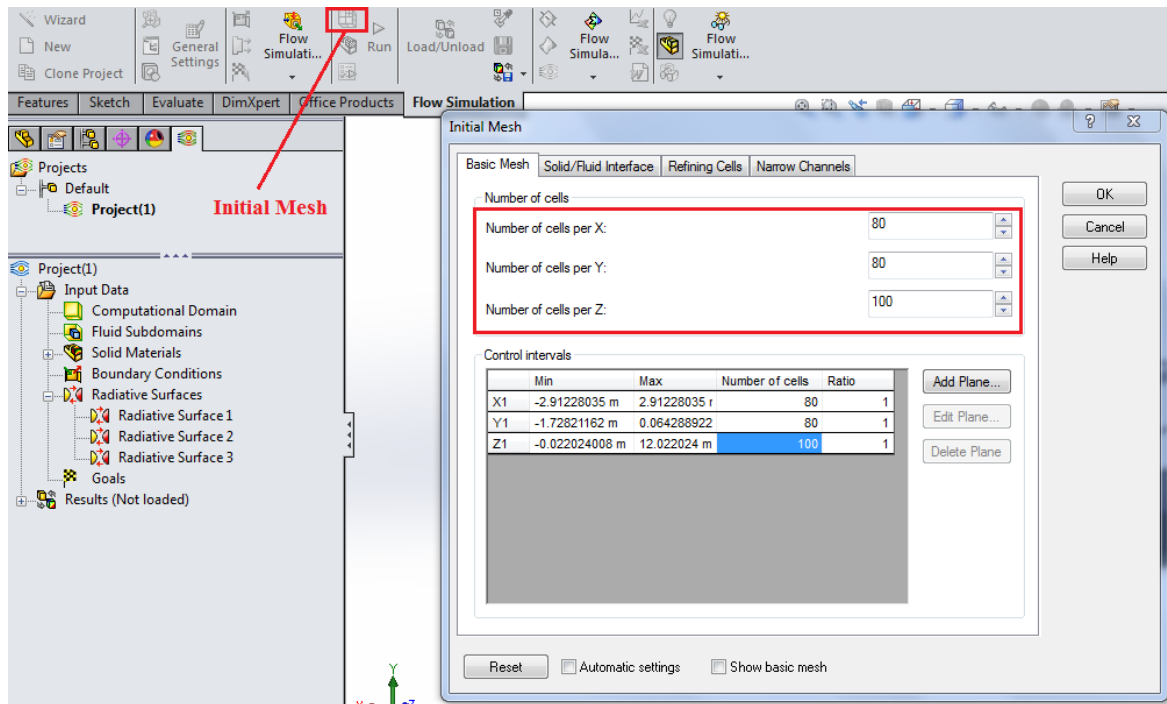 Wizard
New
Clone Project
General Settings
Flow Simulati...
Run
Load/Unload
Flow Simula...
Flow Simulati...
Features Sketch Evaluate DimXpert Office Products Flow Simulation
Projects
Default
Project(1)
Initial Mesh
Project(1)
Input Data
Computational Domain
Fluid Subdomains
Solid Materials
Boundary Conditions
Radiative Surfaces
Radiative Surface 1
Radiative Surface 2
Radiative Surface 3
Goals
Results (Not loaded)
Initial Mesh
Basic Mesh Solid/Fluid Interface Refining Cells Narrow Channels
Number of cells
Number of cells per X: 80
Number of cells per Y: 80
Number of cells per Z: 100
Control intervals
Min Max Number of cells Ratio
X1 -2.91228035 m 2.91228035 r 80 1
Y1 -1.72821162 m 0.064288922 80 1
Z1 -0.022024008 m 12.022024 m 100 1
Add Plane...
Edit Plane...
Delete Plane
OK
Cancel
Help
Reset Automatic settings Show basic mesh
Y